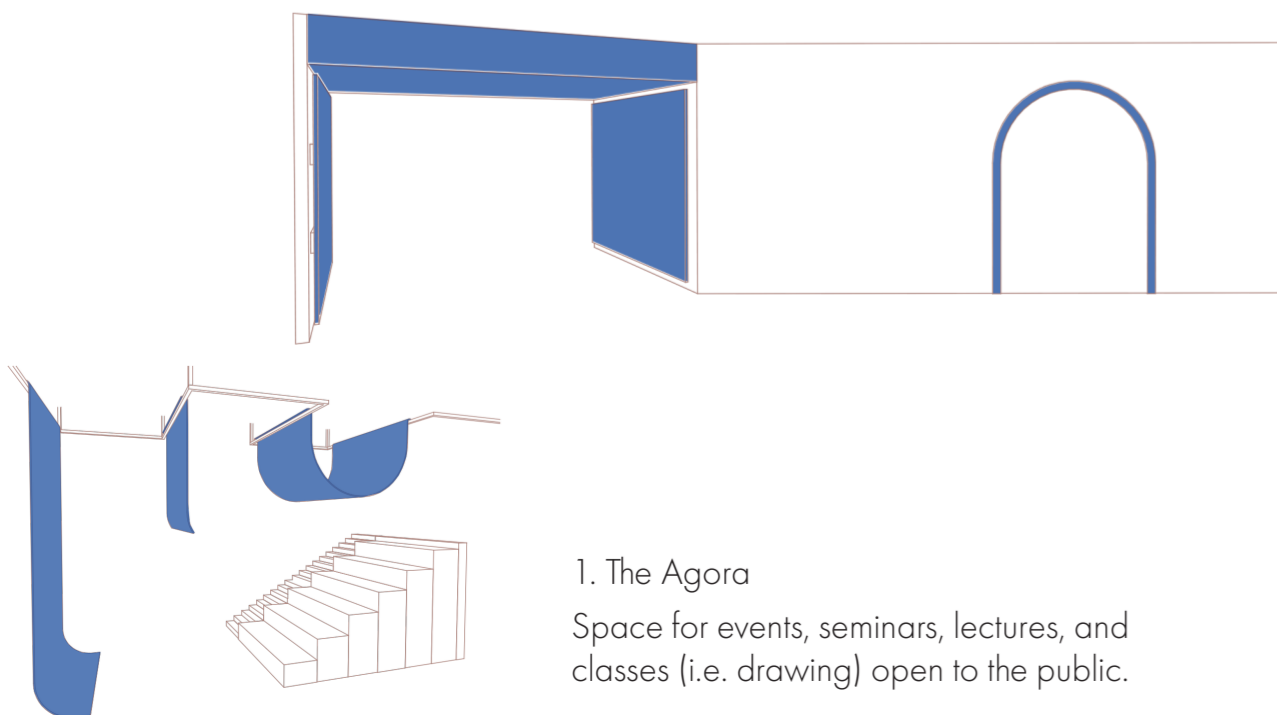 1. The Agora
Space for events, seminars, lectures, and
classes (i.e. drawing) open to the public.